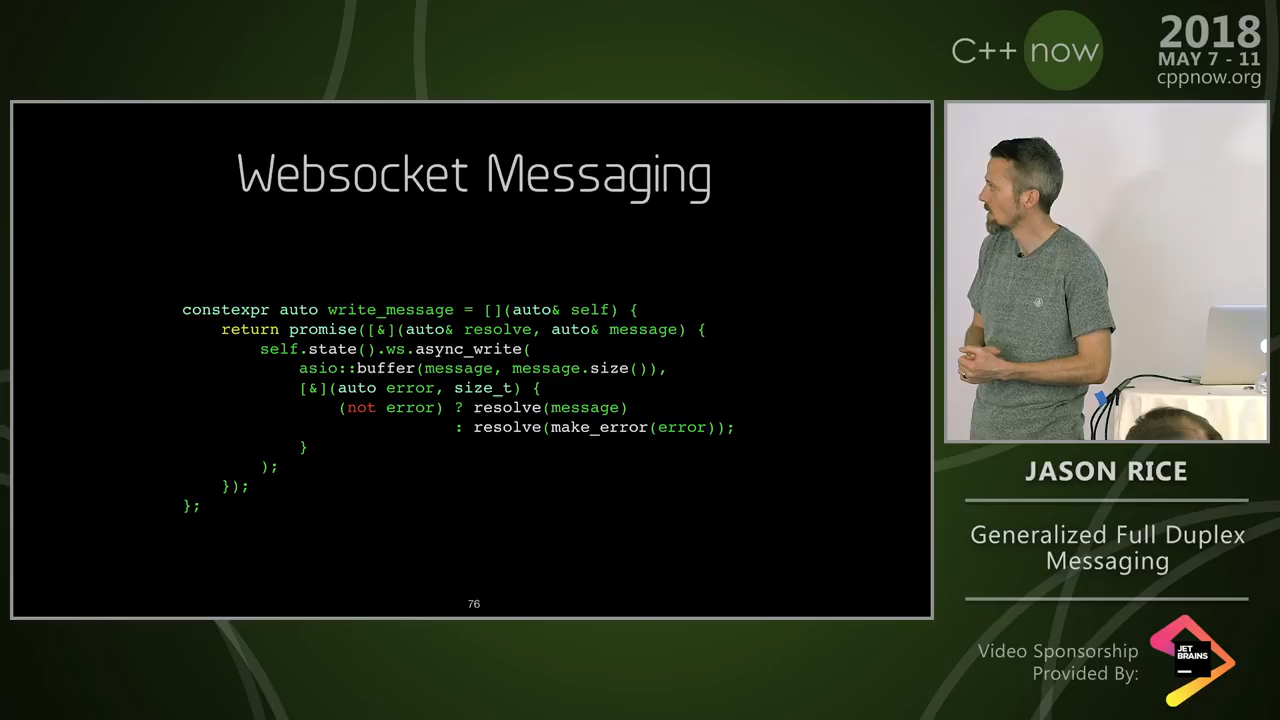 C++ now
2018
MAY 7 - 11
cppnow.org
Websocket Messaging
constexpr auto write_message = [](auto& self) {
return promise([&](auto& resolve, auto& message) {
self.state().ws.async_write(
asio::buffer(message, message.size()),
[&](auto error, size_t) {
(not error) ? resolve(message)
: resolve(make_error(error));
}
);
});
};
76
JASON RICE
Generalized Full Duplex
Messaging
Video Sponsorship
Provided By:
JET
BRAINS